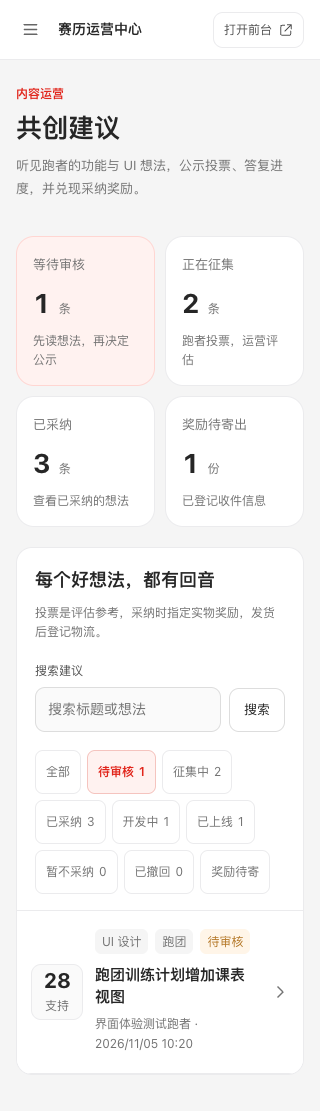 赛历运营中心
打开前台
内容运营
共创建议
听见跑者的功能与 UI 想法，公示投票、答复进
度，并兑现采纳奖励。
等待审核
1 条
先读想法，再决定
公示
正在征集
2 条
跑者投票，运营评
估
已采纳
3 条
查看已采纳的想法
奖励待寄出
1 份
已登记收件信息
每个好想法，都有回音
投票是评估参考，采纳时指定实物奖励，发货
后登记物流。
搜索建议
搜索标题或想法
搜索
全部
待审核 1
征集中 2
已采纳 3
开发中 1
已上线 1
暂不采纳 0
已撤回 0
奖励待寄
UI 设计
跑团
待审核
28
支持
跑团训练计划增加课表
视图
界面体验测试跑者 ·
2026/11/05 10:20